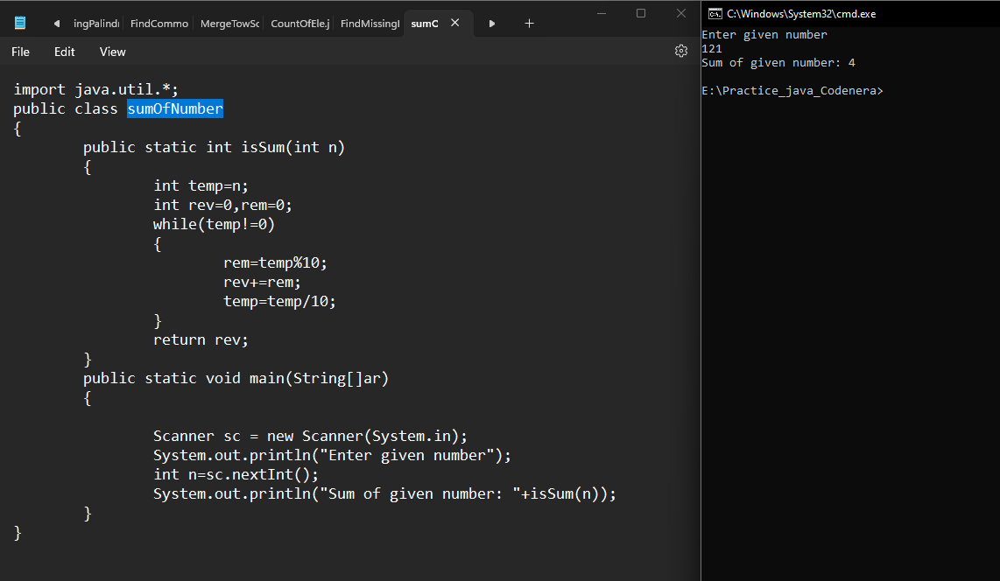 ingPalindr FindCommo MergeTowSo CountOfEle.j FindMissingI sumC
File Edit View
import java.util.*;
public class sumOfNumber
{
public static int isSum(int n)
{
int temp=n;
int rev=0,rem=0;
while(temp!=0)
{
rem=temp%10;
rev+=rem;
temp=temp/10;
}
return rev;
}
public static void main(String[]ar)
{
Scanner sc = new Scanner(System.in);
System.out.println("Enter given number");
int n=sc.nextInt();
System.out.println("Sum of given number: "+isSum(n));
}
}
C:\Windows\System32\cmd.exe
Enter given number
121
Sum of given number: 4
E:\Practice_java_Codenera>